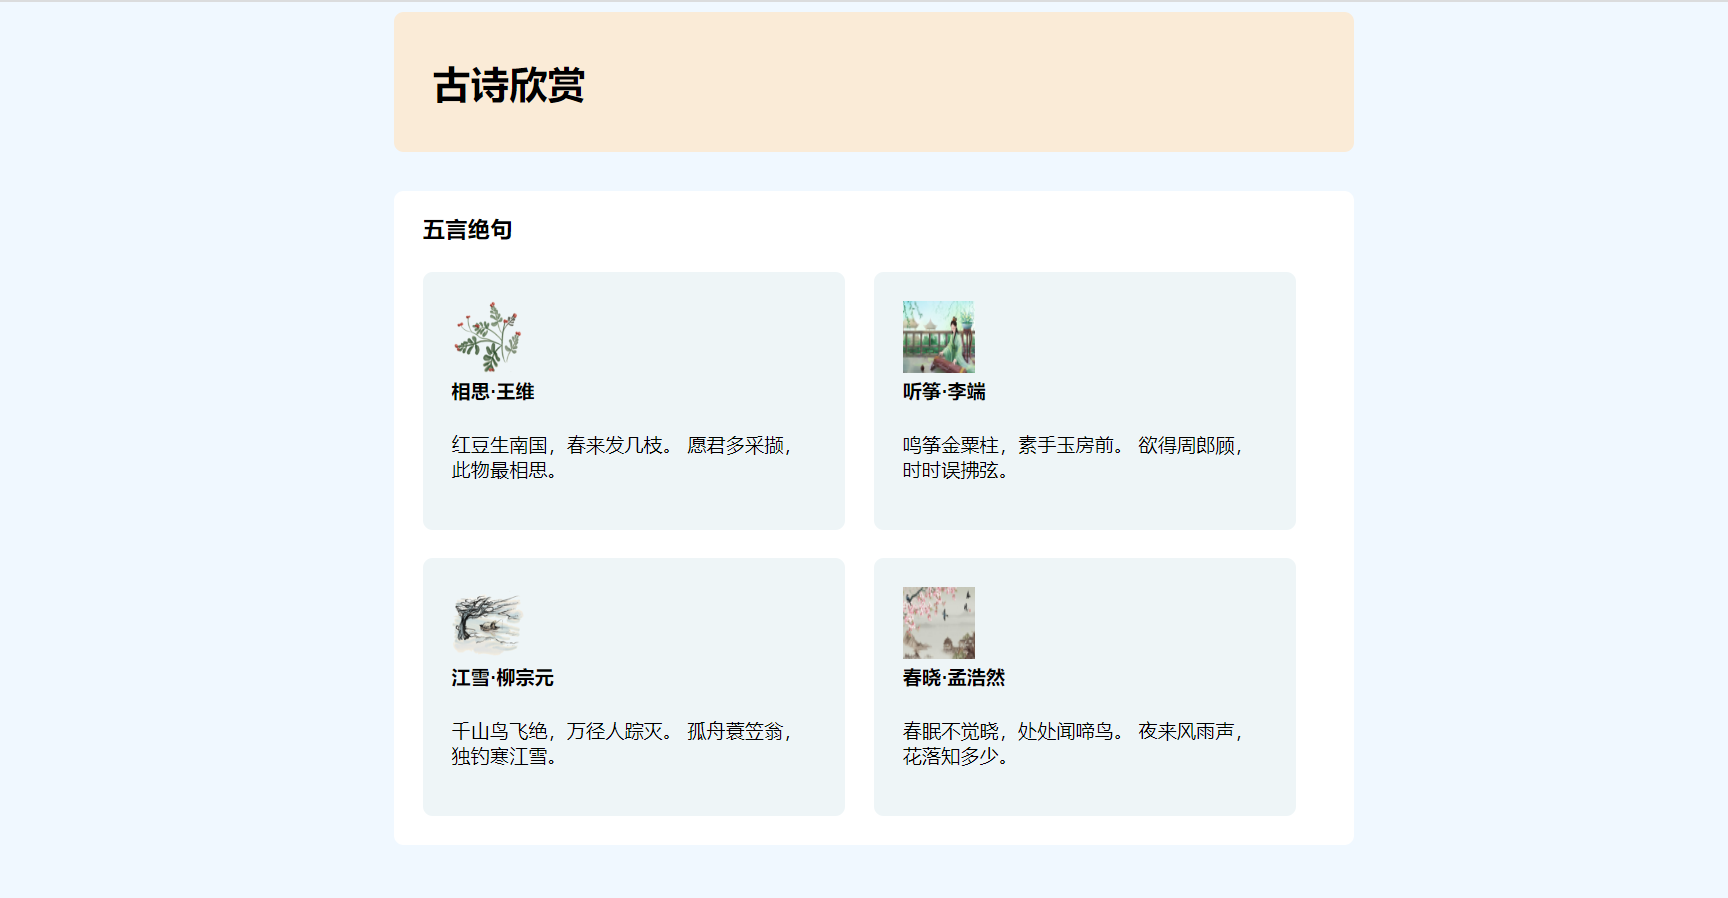 古诗欣赏
五言绝句
相思·王维
红豆生南国，春来发几枝。 愿君多采撷，
此物最相思。
听筝·李端
鸣筝金粟柱，素手玉房前。 欲得周郎顾，
时时误拂弦。
江雪·柳宗元
千山鸟飞绝，万径人踪灭。 孤舟蓑笠翁，
独钓寒江雪。
春晓·孟浩然
春眠不觉晓，处处闻啼鸟。 夜来风雨声，
花落知多少。